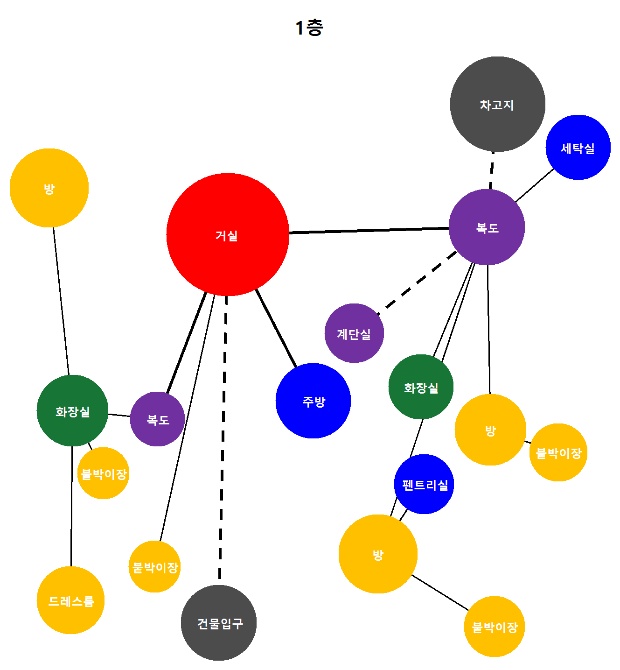 1층
차고지
세탁실
방
거실
복도
계단실
화장실
주방
화장실
복도
방
붙박이장
붙박이장
펜트리실
방
붙박이장
드레스룸
건물입구
붙박이장